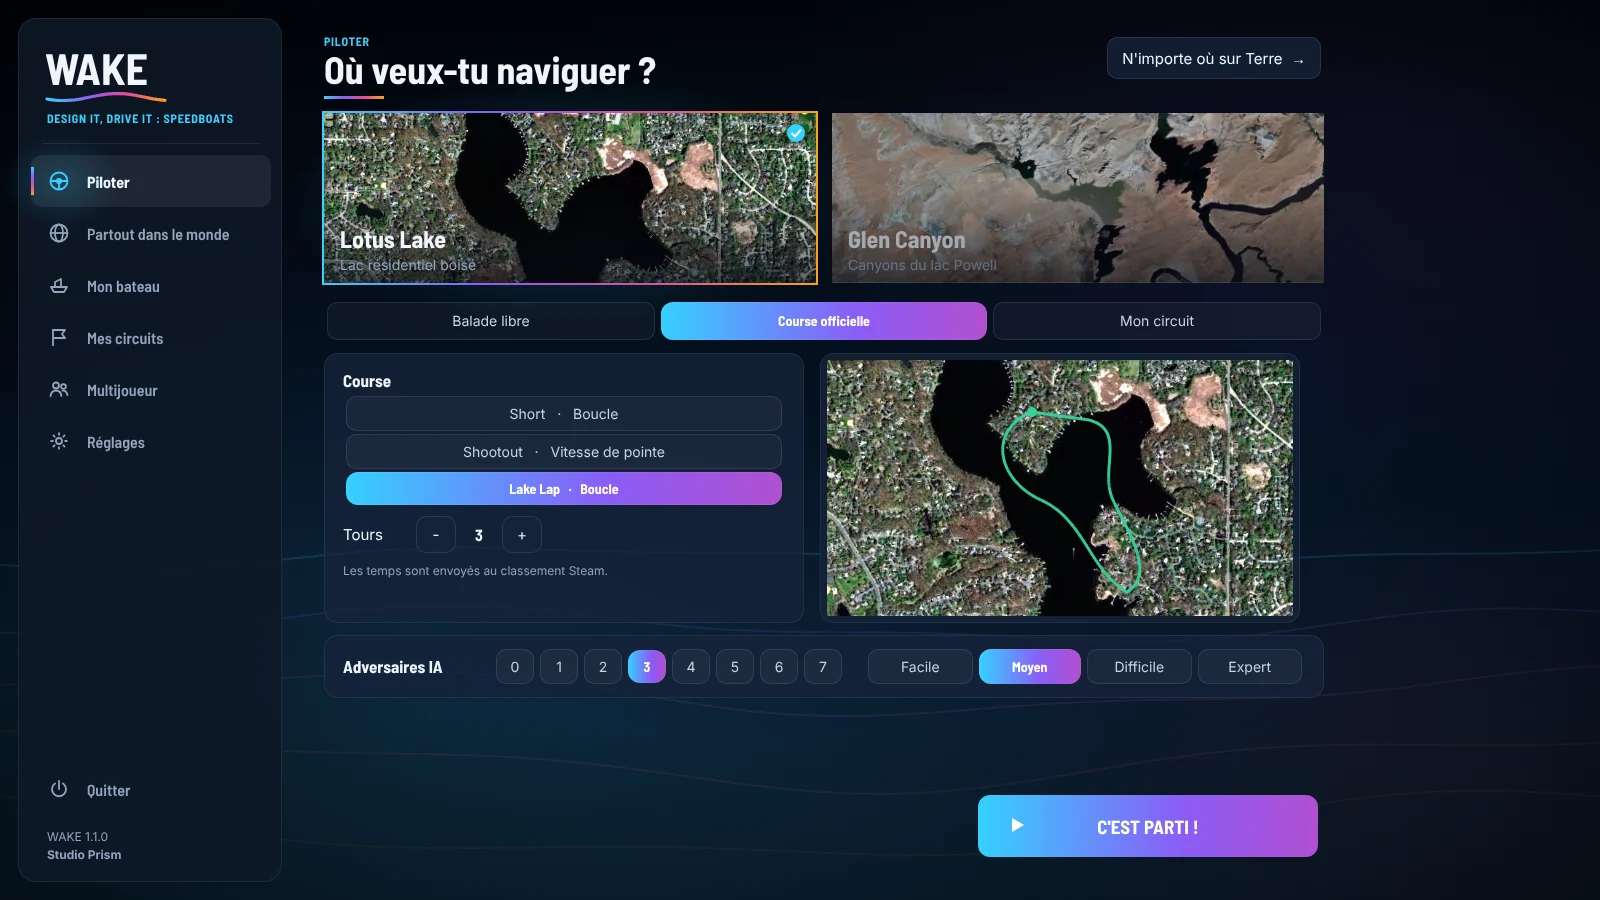 WAKE
DESIGN IT, DRIVE IT : SPEEDBOATS
Piloter
Partout dans le monde
Mon bateau
Mes circuits
Multijoueur
Réglages
Quitter
WAKE 1.1.0
Studio Prism
PILOTER
Où veux-tu naviguer ?
N'importe où sur Terre →
Lotus Lake
Lac résidentiel boisé
Glen Canyon
Canyons du lac Powell
Balade libre
Course officielle
Mon circuit
Course
Short · Boucle
Shootout · Vitesse de pointe
Lake Lap · Boucle
Tours - 3 +
Les temps sont envoyés au classement Steam.
Adversaires IA 0 1 2 3 4 5 6 7 Facile Moyen Difficile Expert
C'EST PARTI !